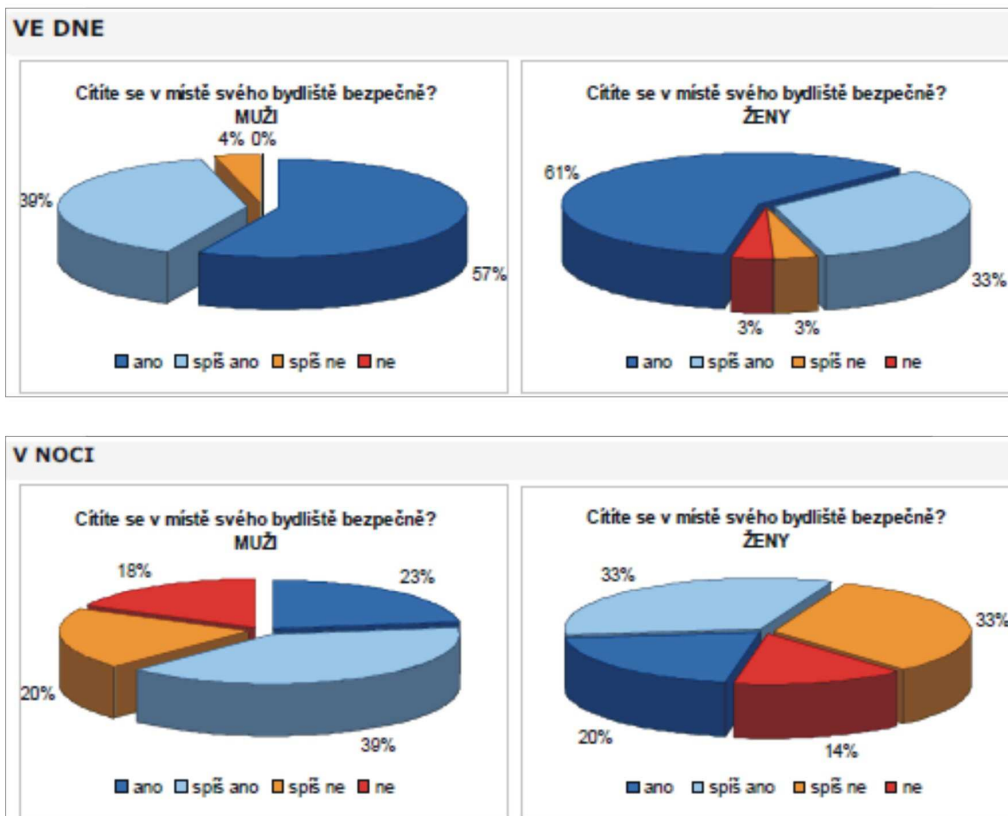 VE DNE
Cítíte se v místě svého bydliště bezpečně?
MUŽI
4% 0%
39%
57%
ano spíš ano spíš ne ne
Cítíte se v místě svého bydliště bezpečně?
ŽENY
61%
33%
3% 3%
ano spíš ano spíš ne ne
V NOCI
Cítíte se v místě svého bydliště bezpečně?
MUŽI
18%
23%
20%
39%
ano spíš ano spíš ne ne
Cítíte se v místě svého bydliště bezpečně?
ŽENY
33%
33%
20%
14%
ano spíš ano spíš ne ne